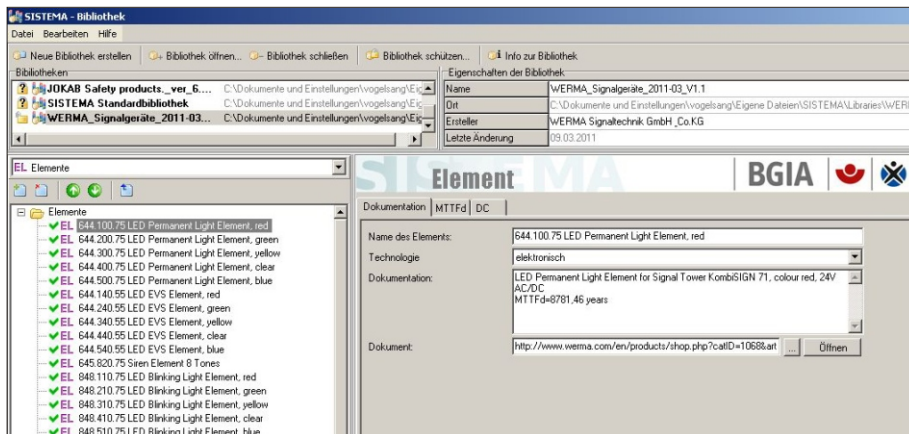 SISTEMA - Bibliothek
Datei Bearbeiten Hilfe
Neue Bibliothek erstellen Bibliothek öffnen... Bibliothek schließen Bibliothek schützen... Info zur Bibliothek
Bibliotheken
JOKAB Safety products._ver_6.... C:\Dokumente und Einstellungen\vogelsang\Eig
SISTEMA Standardbibliothek C:\Dokumente und Einstellungen\vogelsang\Eig
WERMA_Signalgeräte_2011-03... C:\Dokumente und Einstellungen\vogelsang\Eig
Eigenschaften der Bibliothek
Name WERMA_Signalgeräte_2011-03_V1.1
Ort C:\Dokumente und Einstellungen\vogelsang\Eigene Dateien\SISTEMA\Libraries\WER
Ersteller WERMA Signaltechnik GmbH _Co.KG
Letzte Änderung 09.03.2011
EL Elemente
Elemente
EL 644.100.75 LED Permanent Light Element, red
EL 644.200.75 LED Permanent Light Element, green
EL 644.300.75 LED Permanent Light Element, yellow
EL 644.400.75 LED Permanent Light Element, clear
EL 644.500.75 LED Permanent Light Element, blue
EL 644.140.55 LED EVS Element, red
EL 644.240.55 LED EVS Element, green
EL 644.340.55 LED EVS Element, yellow
EL 644.440.55 LED EVS Element, clear
EL 644.540.55 LED EVS Element, blue
EL 645.820.75 Siren Element 8 Tones
EL 848.110.75 LED Blinking Light Element, red
EL 848.210.75 LED Blinking Light Element, green
EL 848.310.75 LED Blinking Light Element, yellow
EL 848.410.75 LED Blinking Light Element, clear
EL 848.510.75 LED Blinking Light Element, blue
SISTEMA
Element
BGIA
Dokumentation MTTFd DC
Name des Elements: 644.100.75 LED Permanent Light Element, red
Technologie elektronisch
Dokumentation: LED Permanent Light Element for Signal Tower KombiSIGN 71, colour red, 24V
AC/DC
MTTFd=8781,46 years
Dokument: http://www.werma.com/en/products/shop.php?catID=1068&art ... Öffnen